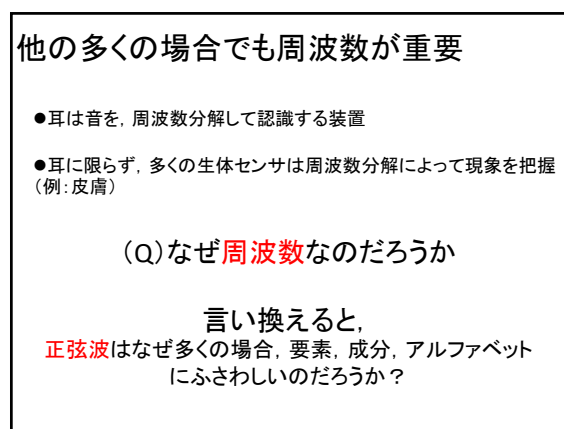 他の多くの場合でも周波数が重要
●耳は音を，周波数分解して認識する装置
●耳に限らず，多くの生体センサは周波数分解によって現象を把握
（例：皮膚）
（Q）なぜ周波数なのだろうか
言い換えると，
正弦波はなぜ多くの場合，要素，成分，アルファベット
にふさわしいのだろうか？